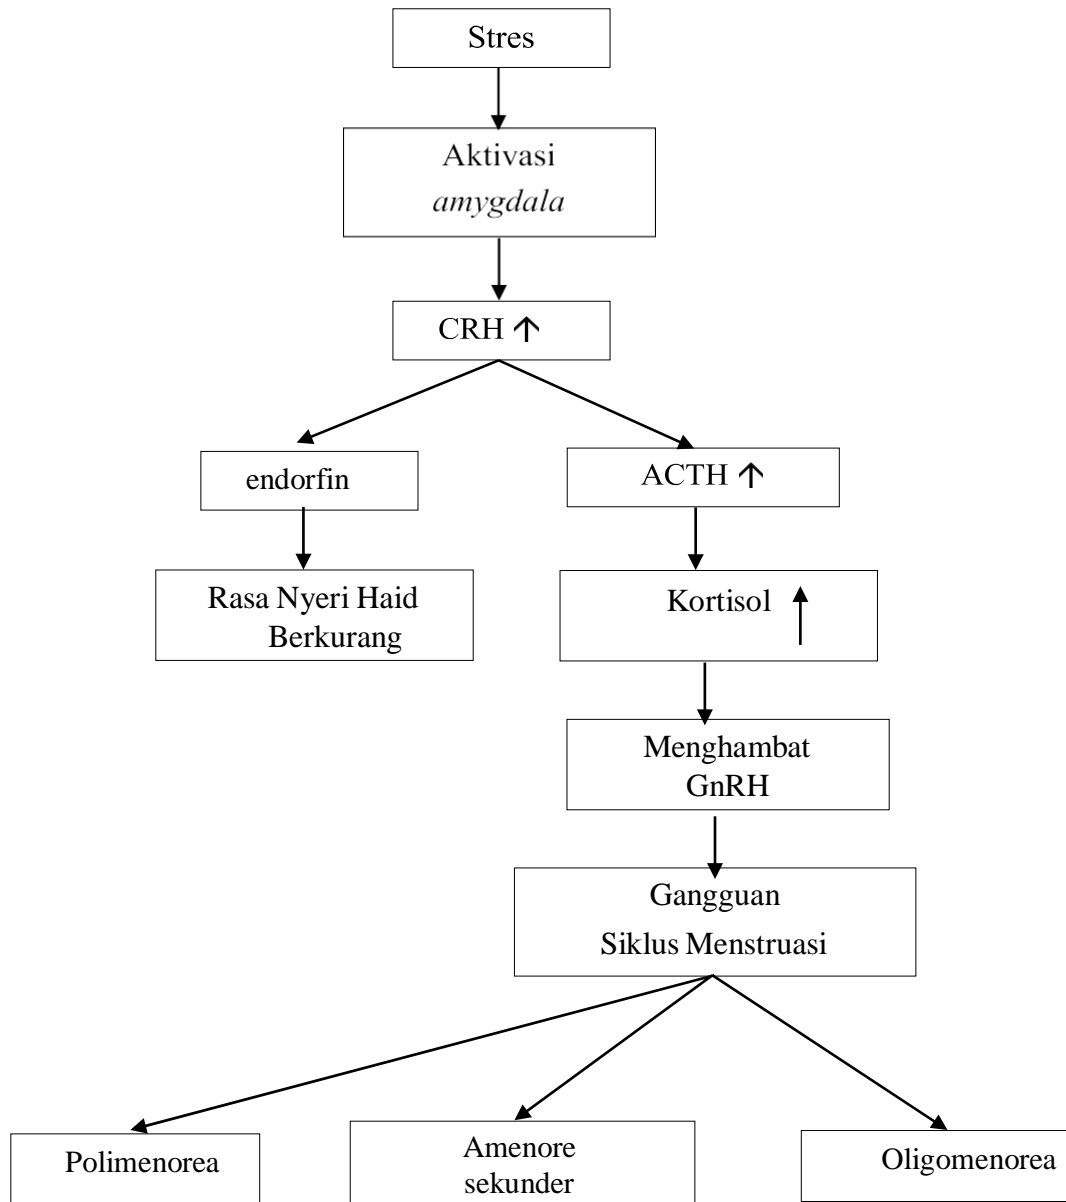 Stres
Aktivasi
amygdala
CRH ↑
endorfin
ACTH ↑
Rasa Nyeri Haid
Berkurang
Kortisol
Menghambat
GnRH
Gangguan
Siklus Menstruasi
Polimenorea
Amenore
sekunder
Oligomenorea